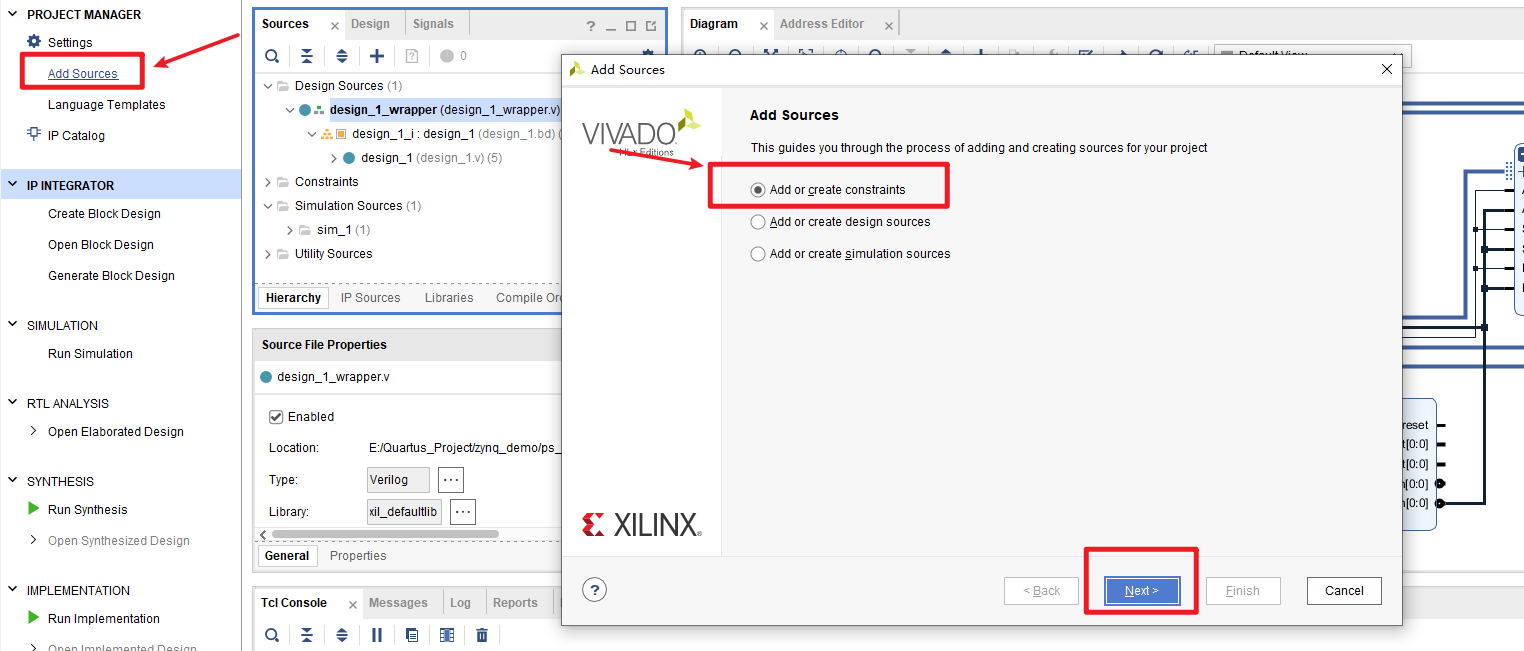 PROJECT MANAGER
Settings
Add Sources
Language Templates
IP Catalog
IP INTEGRATOR
Create Block Design
Open Block Design
Generate Block Design
SIMULATION
Run Simulation
RTL ANALYSIS
Open Elaborated Design
SYNTHESIS
Run Synthesis
Open Synthesized Design
IMPLEMENTATION
Run Implementation
Open Implemented Design
Sources
Design
Signals
?
? 0
Design Sources (1)
design_1_wrapper (design_1_wrapper.v)
design_1_i : design_1 (design_1.bd) (
design_1 (design_1.v) (5)
Constraints
Simulation Sources (1)
sim_1 (1)
Utility Sources
Hierarchy
IP Sources
Libraries
Compile Or
Source File Properties
design_1_wrapper.v
Enabled
Location:
E:/Quartus_Project/zynq_demo/ps_
Type:
Verilog
...
Library:
xil_defaultlib
...
General
Properties
Tcl Console
Messages
Log
Reports
Diagram
Address Editor
Default View
Add Sources
VIVADO
HLx Editions
Add Sources
This guides you through the process of adding and creating sources for your project
Add or create constraints
Add or create design sources
Add or create simulation sources
XILINX
?
< Back
Next >
Finish
Cancel
reset
t[0:0]
t[0:0]
n[0:0]
n[0:0]